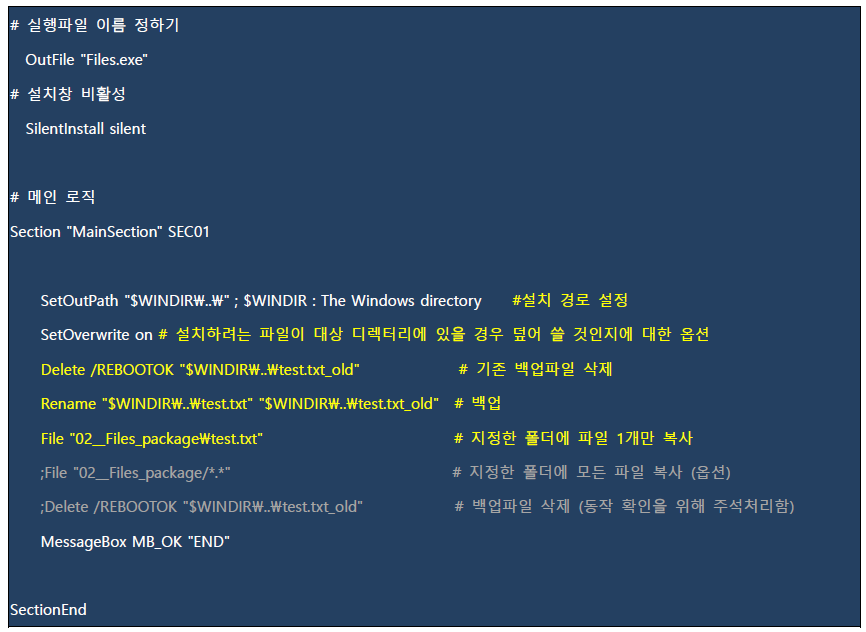 # 실행파일 이름 정하기
OutFile "Files.exe"
# 설치창 비활성
SilentInstall silent
# 메인 로직
Section "MainSection" SEC01
SetOutPath "$WINDIR₩..₩" ; $WINDIR : The Windows directory #설치 경로 설정
SetOverwrite on # 설치하려는 파일이 대상 디렉터리에 있을 경우 덮어 쓸 것인지에 대한 옵션
Delete /REBOOTOK "$WINDIR₩..₩test.txt_old" # 기존 백업파일 삭제
Rename "$WINDIR₩..₩test.txt" "$WINDIR₩..₩test.txt_old" # 백업
File "02__Files_package₩test.txt" # 지정한 폴더에 파일 1개만 복사
;File "02__Files_package/*.*" # 지정한 폴더에 모든 파일 복사 (옵션)
;Delete /REBOOTOK "$WINDIR₩..₩test.txt_old" # 백업파일 삭제 (동작 확인을 위해 주석처리함)
MessageBox MB_OK "END"
SectionEnd